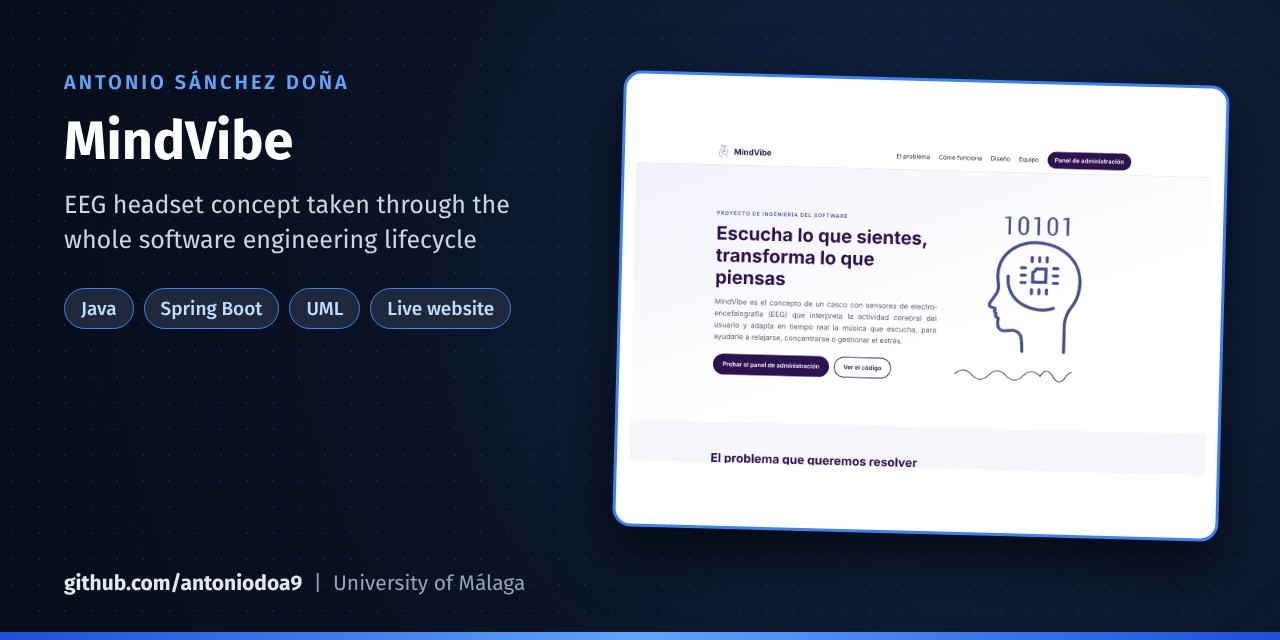 ANTONIO SÁNCHEZ DOÑA
MindVibe
EEG headset concept taken through the
whole software engineering lifecycle
Java
Spring Boot
UML
Live website
github.com/antoniodoa9 | University of Málaga
MindVibe
El problema
Cómo funciona
Diseño
Equipo
Panel de administración
PROYECTO DE INGENIERÍA DEL SOFTWARE
Escucha lo que sientes,
transforma lo que
piensas
MindVibe es el concepto de un casco con sensores de electro-
encefalografía (EEG) que interpreta la actividad cerebral del
usuario y adapta en tiempo real la música que escucha, para
ayudarle a relajarse, concentrarse o gestionar el estrés.
Probar el panel de administración
Ver el código
10101
El problema que queremos resolver